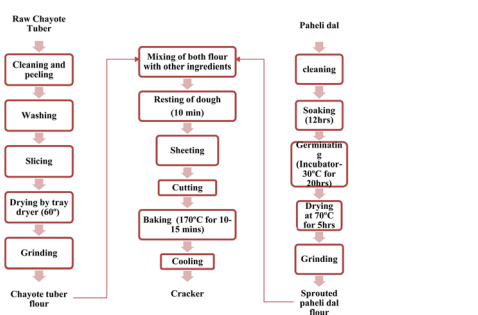 Raw Chayote
Tuber
Cleaning and
peeling
Washing
Slicing
Drying by tray
dryer (60º)
Grinding
Chayote tuber
flour
Mixing of both flour
with other ingredients
Resting of dough
(10 min)
Sheeting
Cutting
Baking (170ºC for 10-
15 mins)
Cooling
Cracker
Paheli dal
cleaning
Soaking
(12hrs)
Germinatin
g
(Incubator-
30ºC for
20hrs)
Drying
at 70ºC
for 5hrs
Grinding
Sprouted
paheli dal
flour